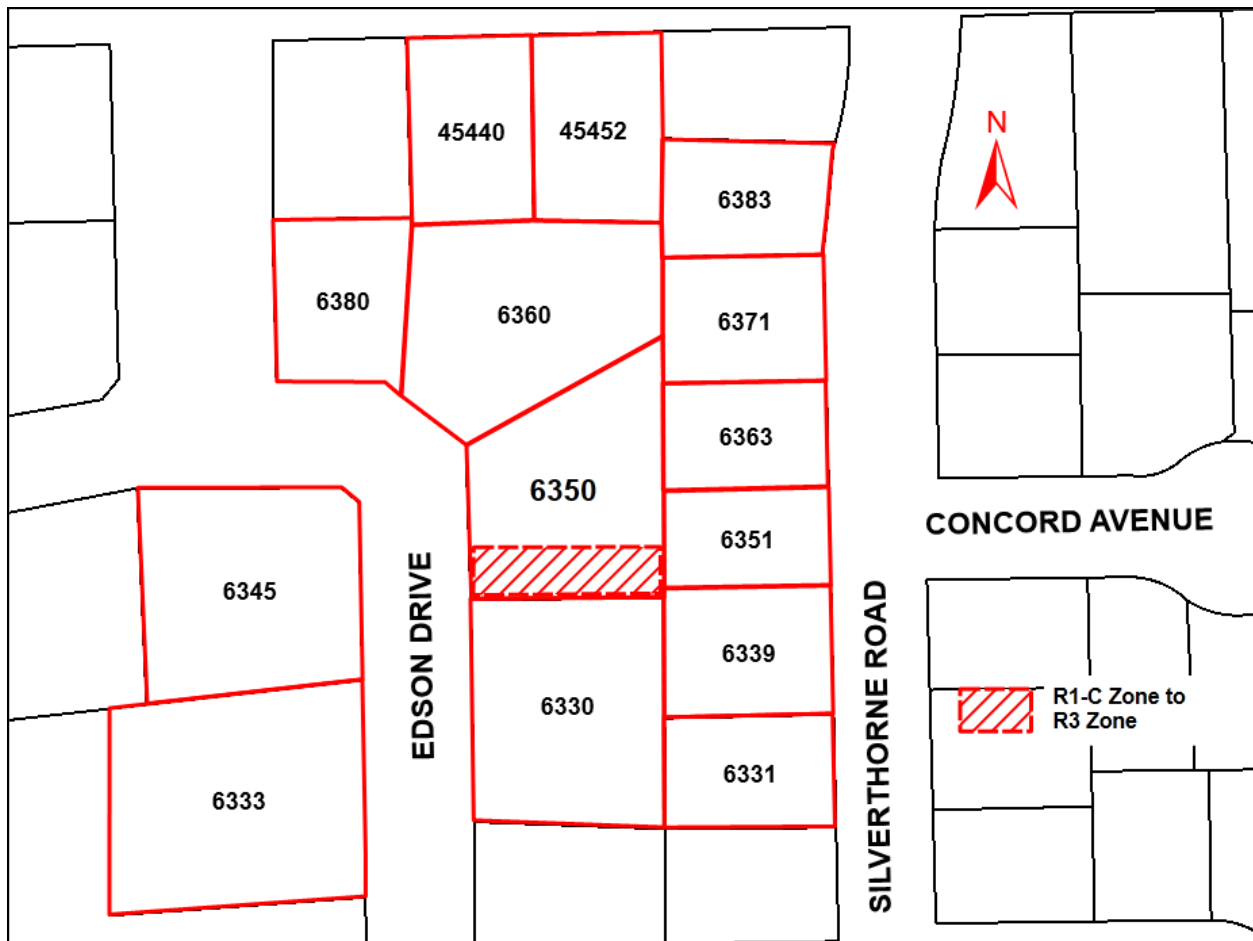 N
45440
45452
6383
6380
6360
6371
6363
6350
CONCORD AVENUE
6351
6345
EDSON DRIVE
SILVERTHORNE ROAD
6339
R1-C Zone to
R3 Zone
6330
6331
6333